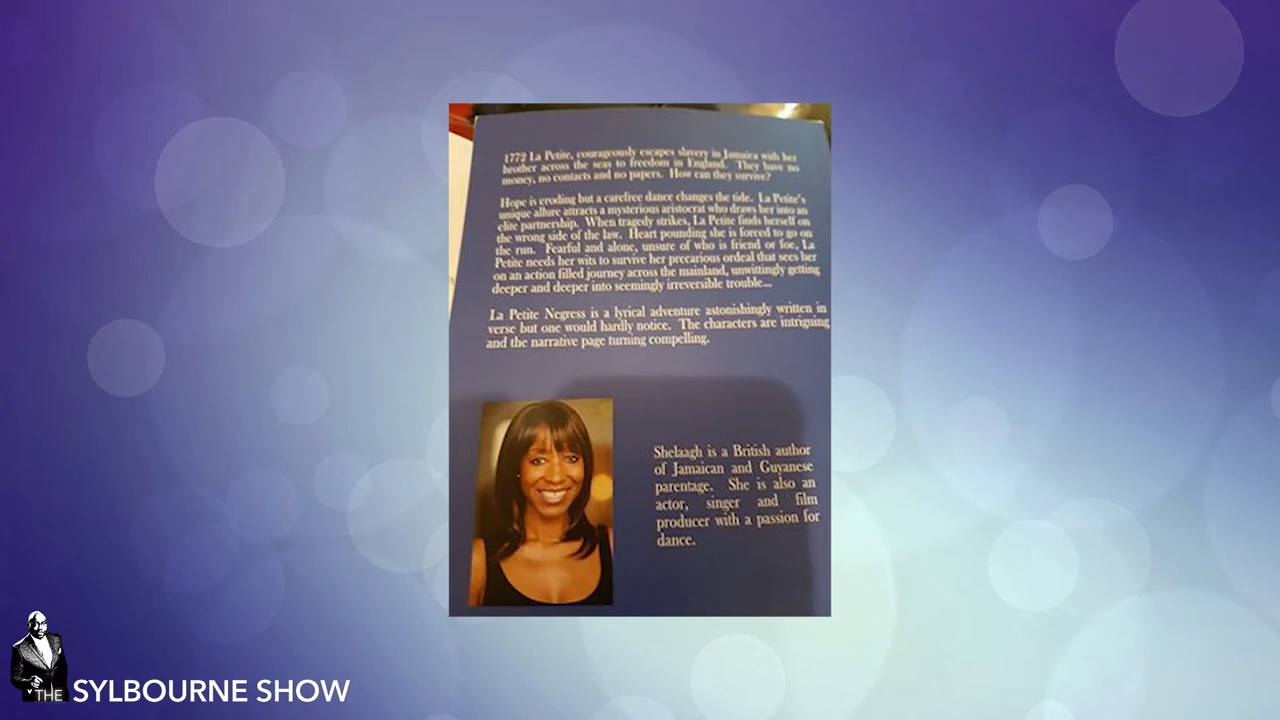 1772 La Petite, courageously escapes slavery in Jamaica with her
brother across the seas to freedom in England. They have no
money, no contacts and no papers. How can they survive?
Hope is eroding but a carefree dance changes the tide. La Petite's
unique allure attracts a mysterious aristocrat who draws her into an
elite partnership. When tragedy strikes, La Petite finds herself on
the wrong side of the law. Heart pounding she is forced to go on
the run. Fearful and alone, unsure of who is friend or foe, La
Petite needs her wits to survive her precarious ordeal that sees her
on an action filled journey across the mainland, unwittingly getting
deeper and deeper into seemingly irreversible trouble...
La Petite Negress is a lyrical adventure astonishingly written in
verse but one would hardly notice. The characters are intriguing
and the narrative page turning compelling.
Shelaagh is a British author
of Jamaican and Guyanese
parentage. She is also an
actor, singer and film
producer with a passion for
dance.
THE SYLBOURNE SHOW